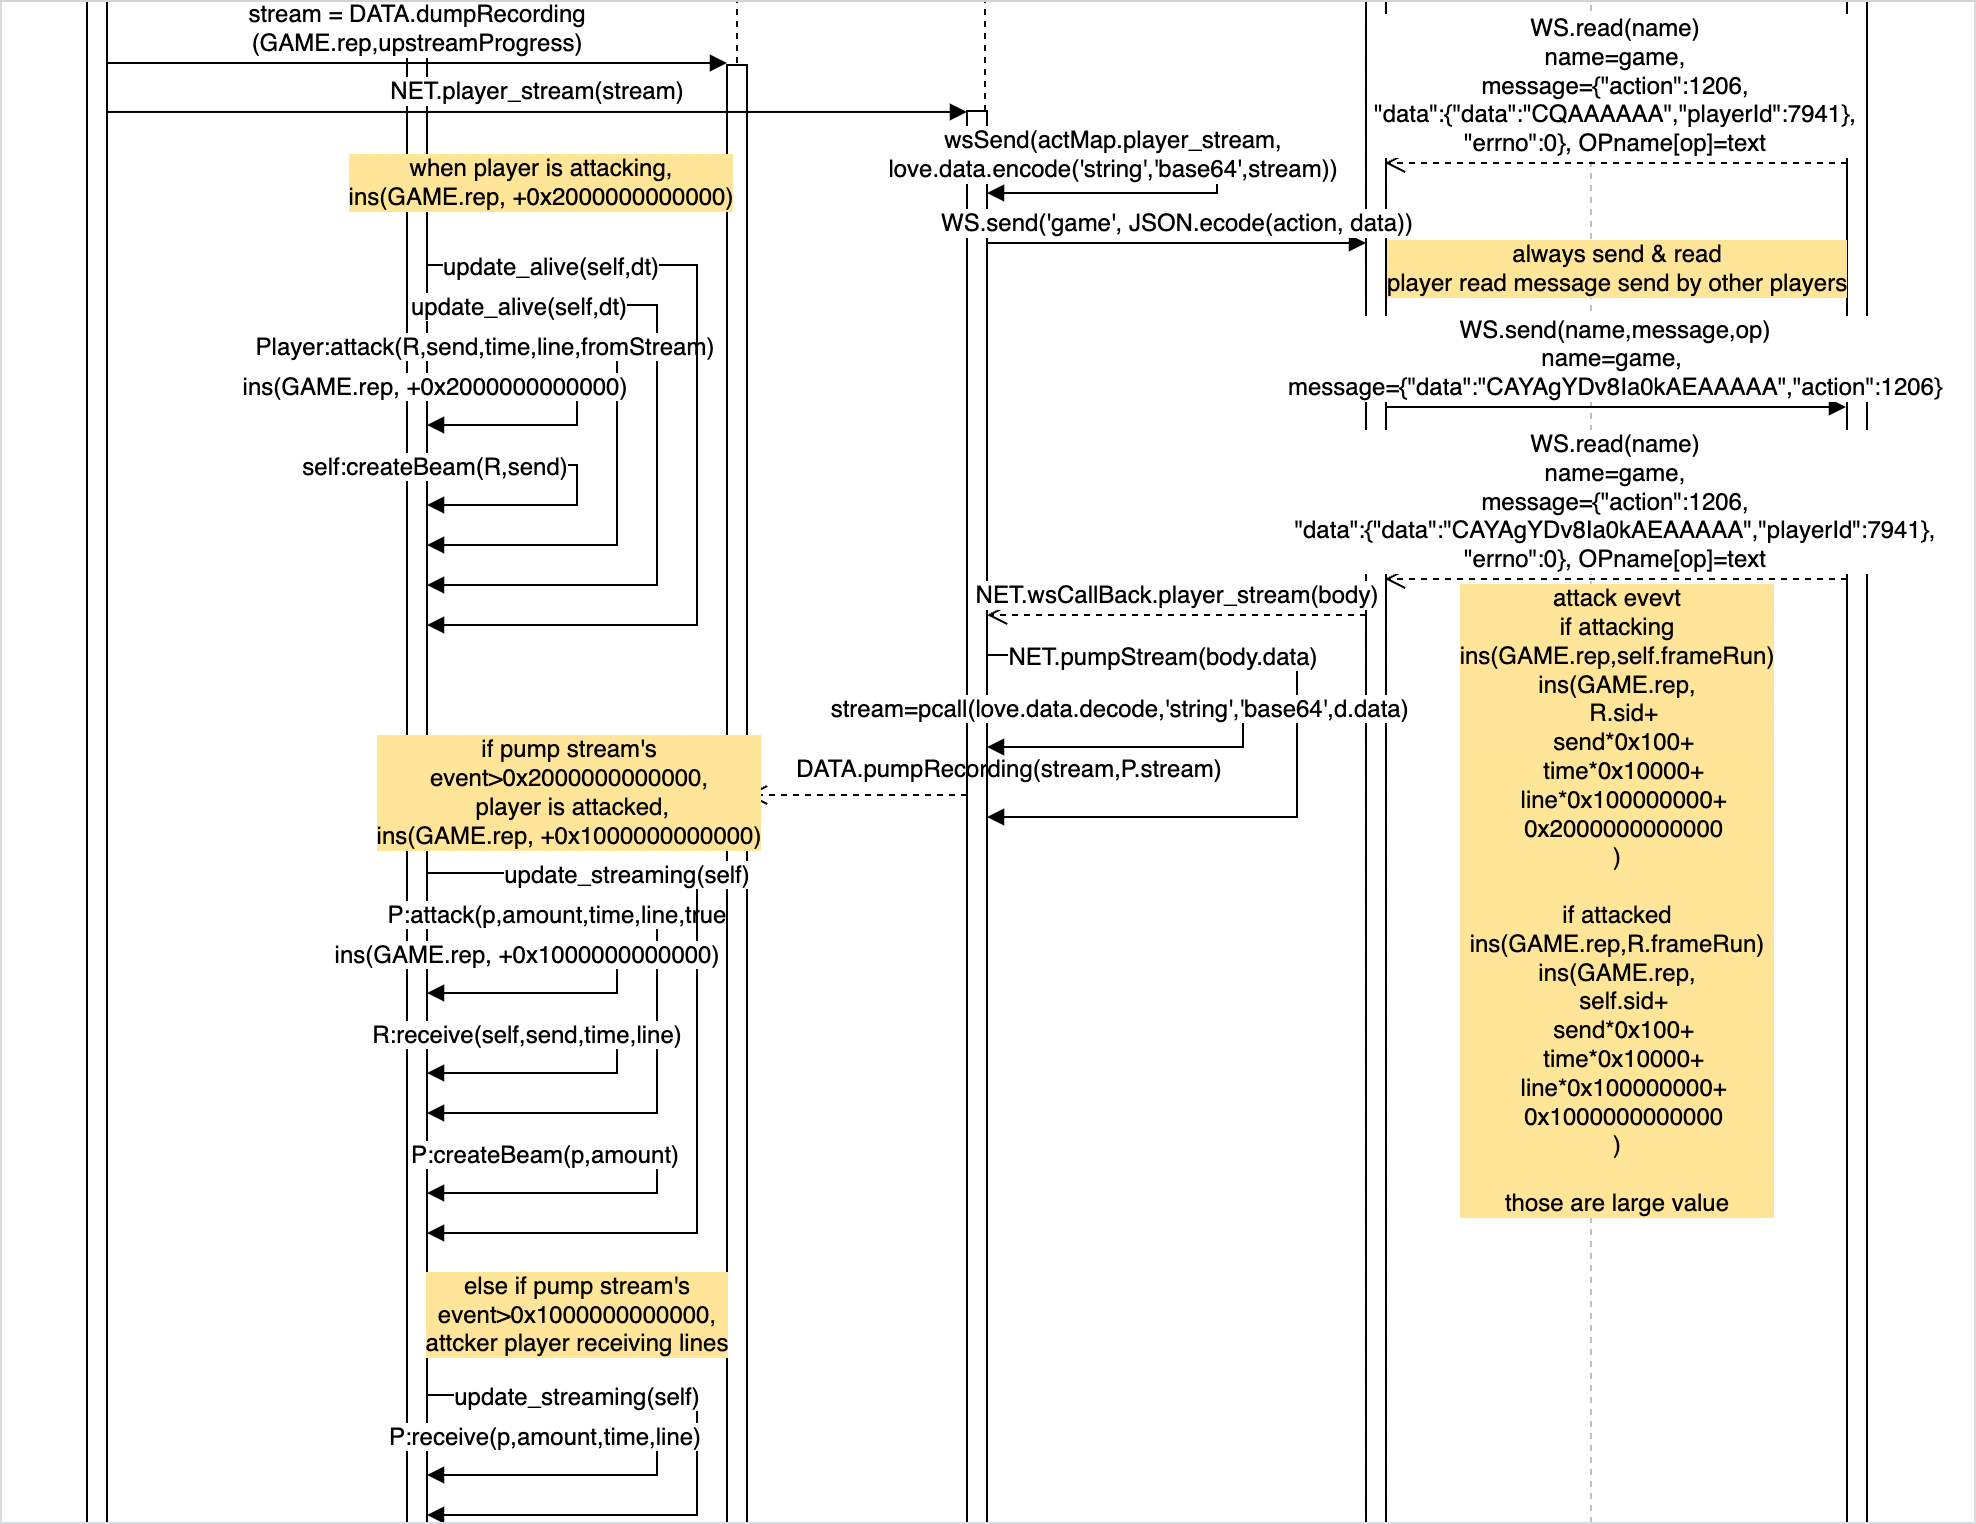 stream = DATA.dumpRecording
(GAME.rep,upstreamProgress)
NET.player_stream(stream)
when player is attacking,
ins(GAME.rep, +0x2000000000000)
update_alive(self,dt)
update_alive(self,dt)
Player:attack(R,send,time,line,fromStream)
ins(GAME.rep, +0x2000000000000)
self:createBeam(R,send)
wsSend(actMap.player_stream,
love.data.encode('string','base64',stream))
WS.send('game', JSON.ecode(action, data))
WS.read(name)
name=game,
message={"action":1206,
"data":{"data":"CQAAAAAA","playerId":7941},
"errno":0}, OPname[op]=text
always send & read
player read message send by other players
WS.send(name,message,op)
name=game,
message={"data":"CAYAgYDv8Ia0kAEAAAAA","action":1206}
WS.read(name)
name=game,
message={"action":1206,
"data":{"data":"CAYAgYDv8Ia0kAEAAAAA","playerId":7941},
"errno":0}, OPname[op]=text
NET.wsCallBack.player_stream(body)
NET.pumpStream(body.data)
stream=pcall(love.data.decode,'string','base64',d.data)
DATA.pumpRecording(stream,P.stream)
attack evevt
if attacking
ins(GAME.rep,self.frameRun)
ins(GAME.rep,
R.sid+
send*0x100+
time*0x10000+
line*0x100000000+
0x2000000000000
)
if attacked
ins(GAME.rep,R.frameRun)
ins(GAME.rep,
self.sid+
send*0x100+
time*0x10000+
line*0x100000000+
0x1000000000000
)
those are large value
if pump stream's
event>0x2000000000000,
player is attacked,
ins(GAME.rep, +0x1000000000000)
update_streaming(self)
P:attack(p,amount,time,line,true
ins(GAME.rep, +0x1000000000000)
R:receive(self,send,time,line)
P:createBeam(p,amount)
else if pump stream's
event>0x1000000000000,
attcker player receiving lines
update_streaming(self)
P:receive(p,amount,time,line)